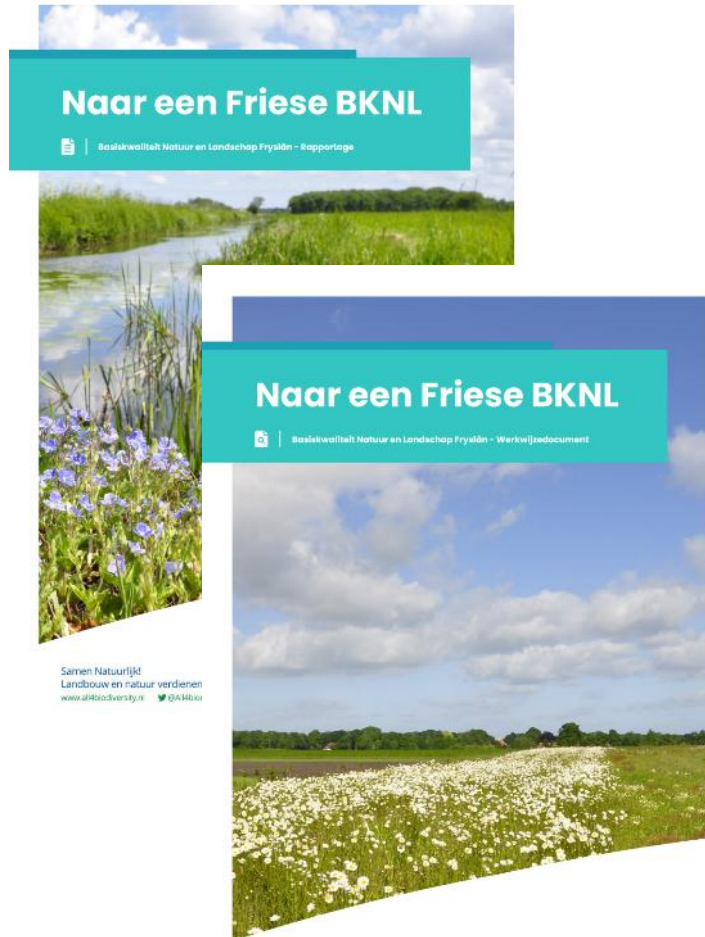 Naar een Friese BKNL
Basiskwaliteit Natuur en Landschap Fryslân - Rapportage
Naar een Friese BKNL
Basiskwaliteit Natuur en Landschap Fryslân - Werkwijzedocument
Samen Natuurlijk!
Landbouw en natuur verdienen
www.all4biodiversity.nl